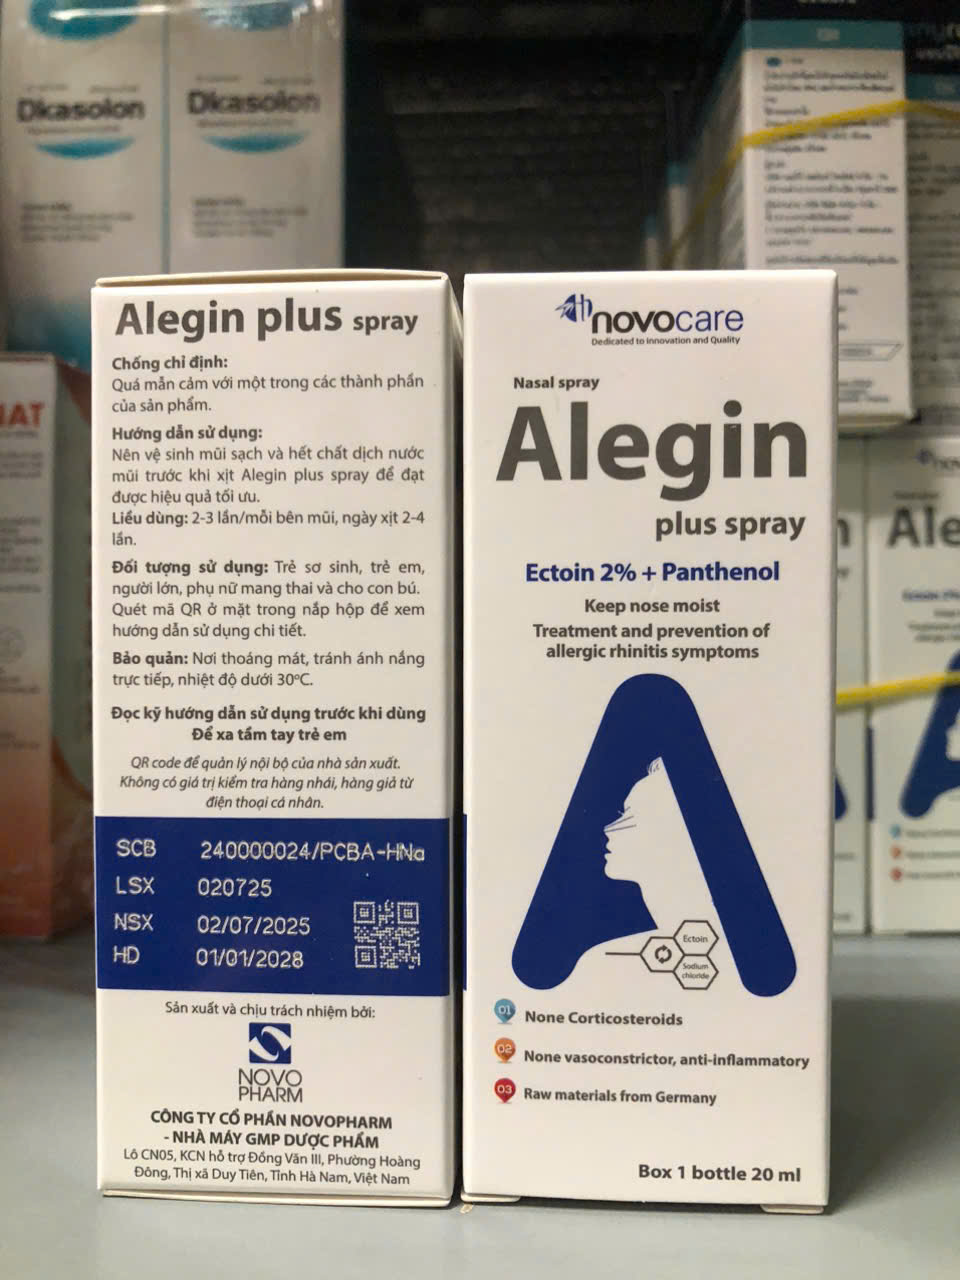 Dkasolon
Dkasolon
Alegin plus spray
Chống chỉ định:
Quá mẫn cảm với một trong các thành phần
của sản phẩm.
Hướng dẫn sử dụng:
Nên vệ sinh mũi sạch và hết chất dịch nước
mũi trước khi xịt Alegin plus spray để đạt
được hiệu quả tối ưu.
Liều dùng: 2-3 lần/mỗi bên mũi, ngày xịt 2-4
lần.
Đối tượng sử dụng: Trẻ sơ sinh, trẻ em,
người lớn, phụ nữ mang thai và cho con bú.
Quét mã QR ở mặt trong nắp hộp để xem
hướng dẫn sử dụng chi tiết.
Bảo quản: Nơi thoáng mát, tránh ánh nắng
trực tiếp, nhiệt độ dưới 30°C.
Đọc kỹ hướng dẫn sử dụng trước khi dùng
Để xa tầm tay trẻ em
QR code để quản lý nội bộ của nhà sản xuất.
Không có giá trị kiểm tra hàng nhái, hàng giả từ
điện thoại cá nhân.
SCB 240000024/PCBA-HNa
LSX 020725
NSX 02/07/2025
HD 01/01/2028
Sản xuất và chịu trách nhiệm bởi:
NOVO
PHARM
CÔNG TY CỔ PHẦN NOVOPHARM
- NHÀ MÁY GMP DƯỢC PHẨM
Lô CN05, KCN hỗ trợ Đồng Văn III, Phường Hoàng
Đông, Thị xã Duy Tiên, Tỉnh Hà Nam, Việt Nam
novocare
Dedicated to Innovation and Quality
Nasal spray
Alegin
plus spray
Ectoin 2% + Panthenol
Keep nose moist
Treatment and prevention of
allergic rhinitis symptoms
Ectoin
Sodium
chloride
01 None Corticosteroids
02 None vasoconstrictor, anti-inflammatory
03 Raw materials from Germany
Box 1 bottle 20 ml